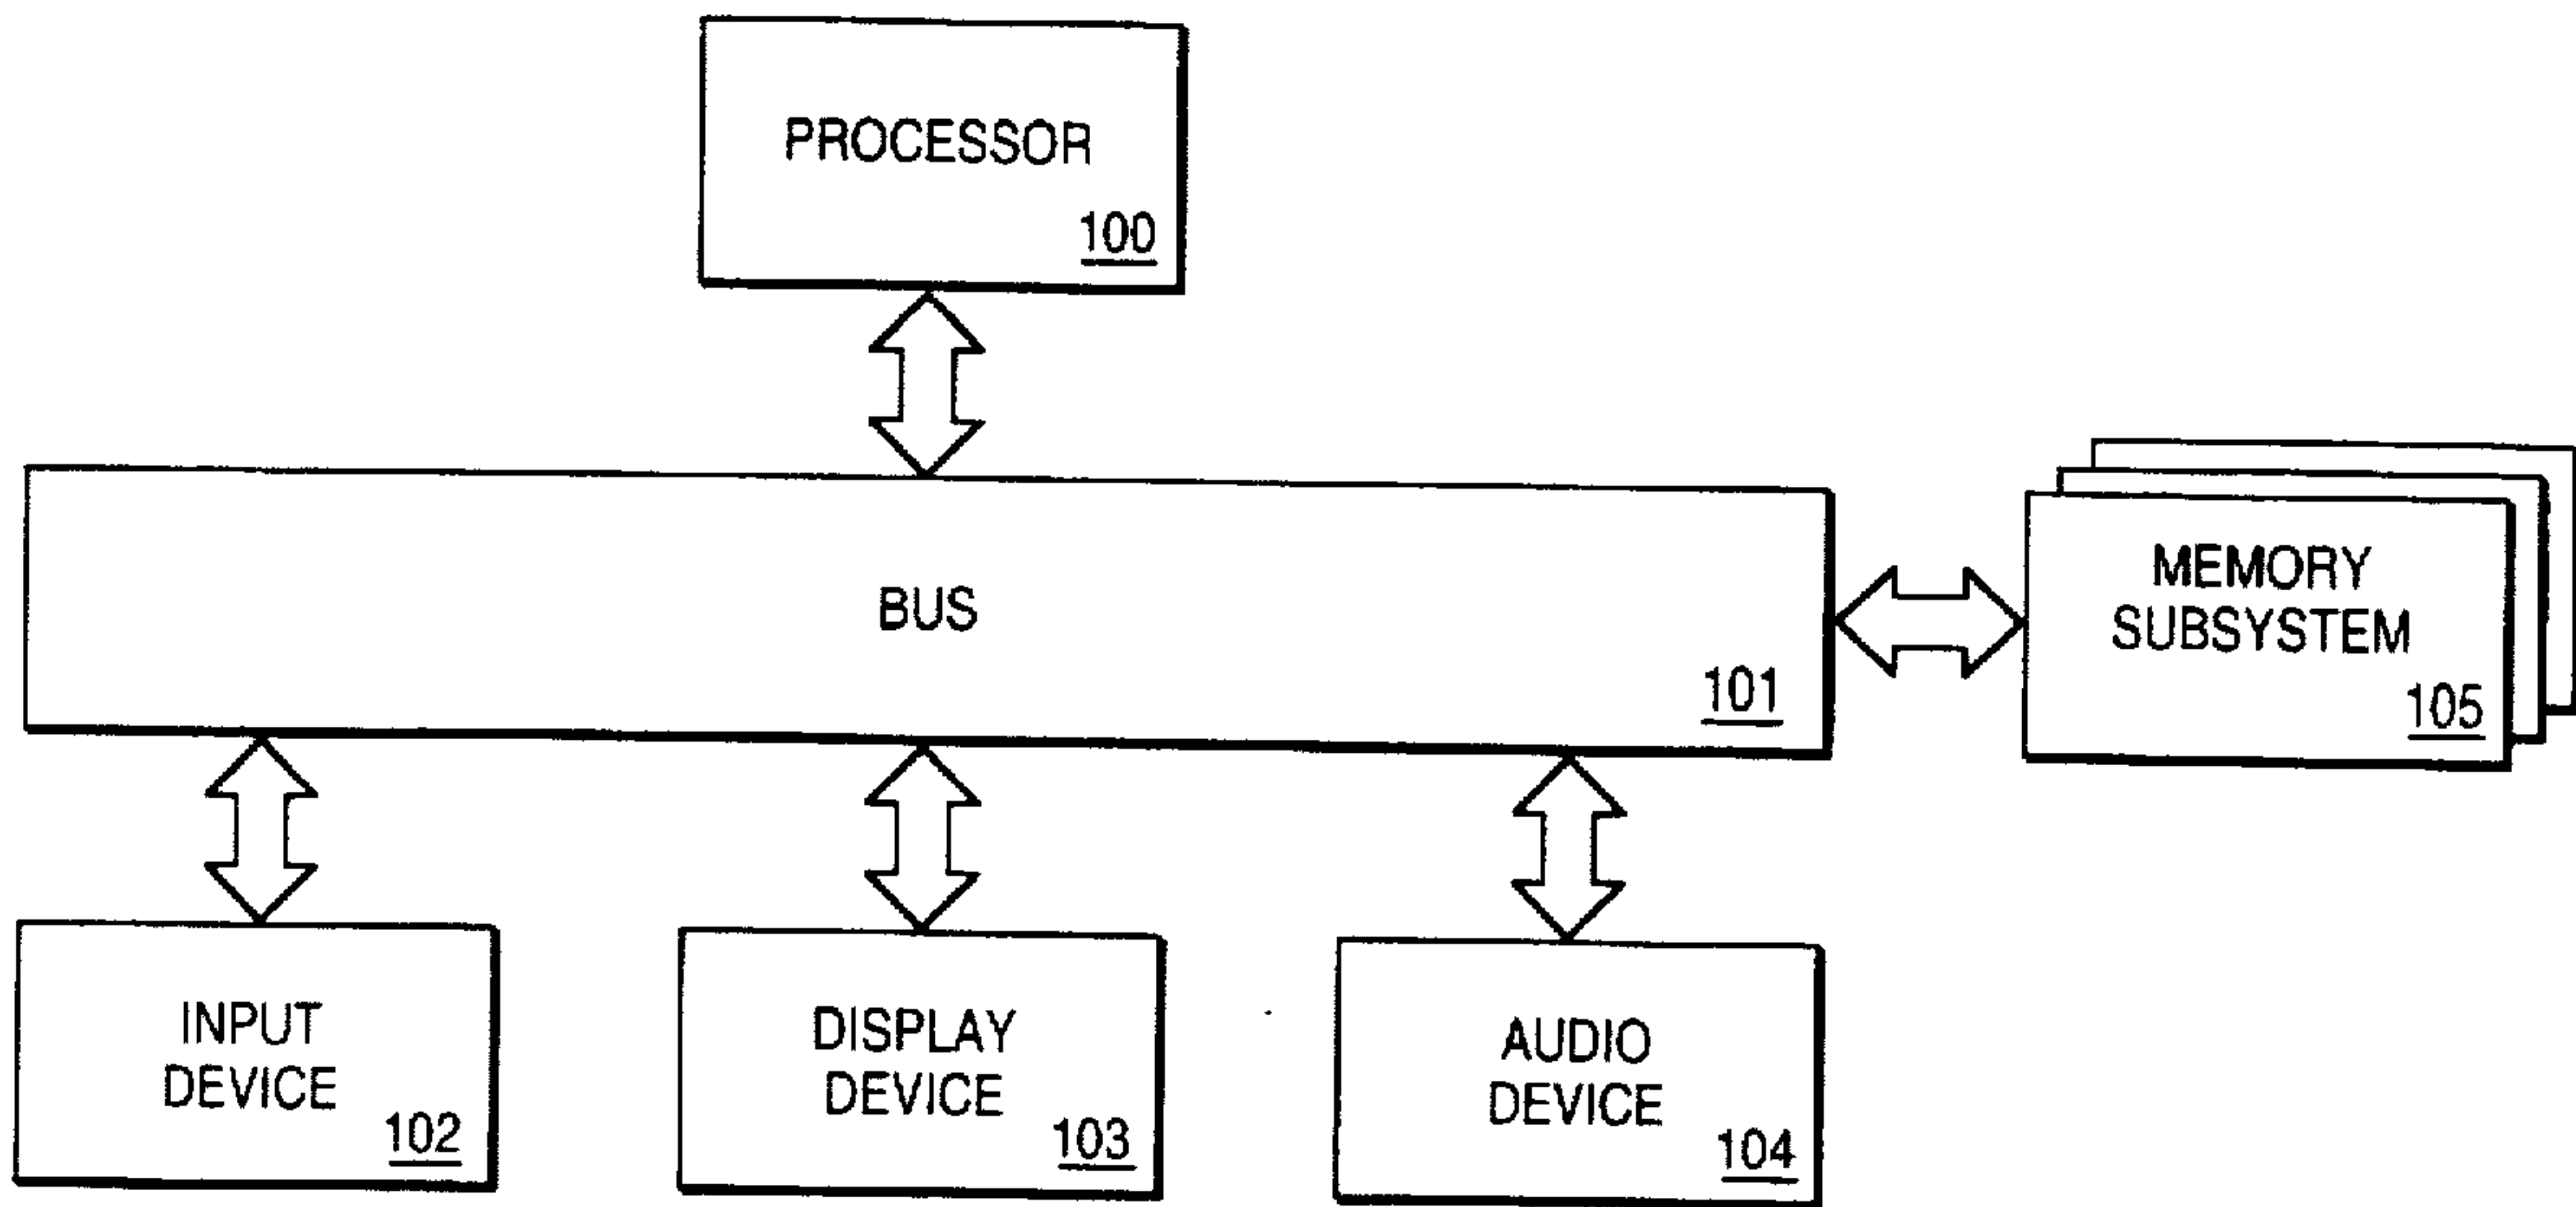 PROCESSOR
100
BUS
101
MEMORY
SUBSYSTEM
105
INPUT
DEVICE
102
DISPLAY
DEVICE
103
AUDIO
DEVICE
104